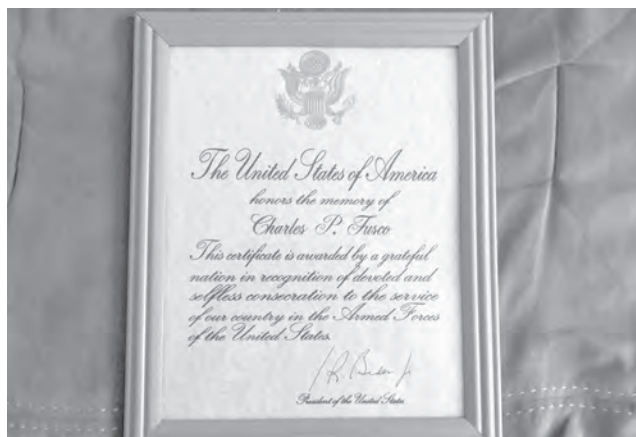 The United States of America
honors the memory of
Charles P. Fusco
This certificate is awarded by a grateful
nation in recognition of devoted and
selfless consecration to the service
of our country in the Armed Forces
of the United States.
J R Biden Jr
President of the United States